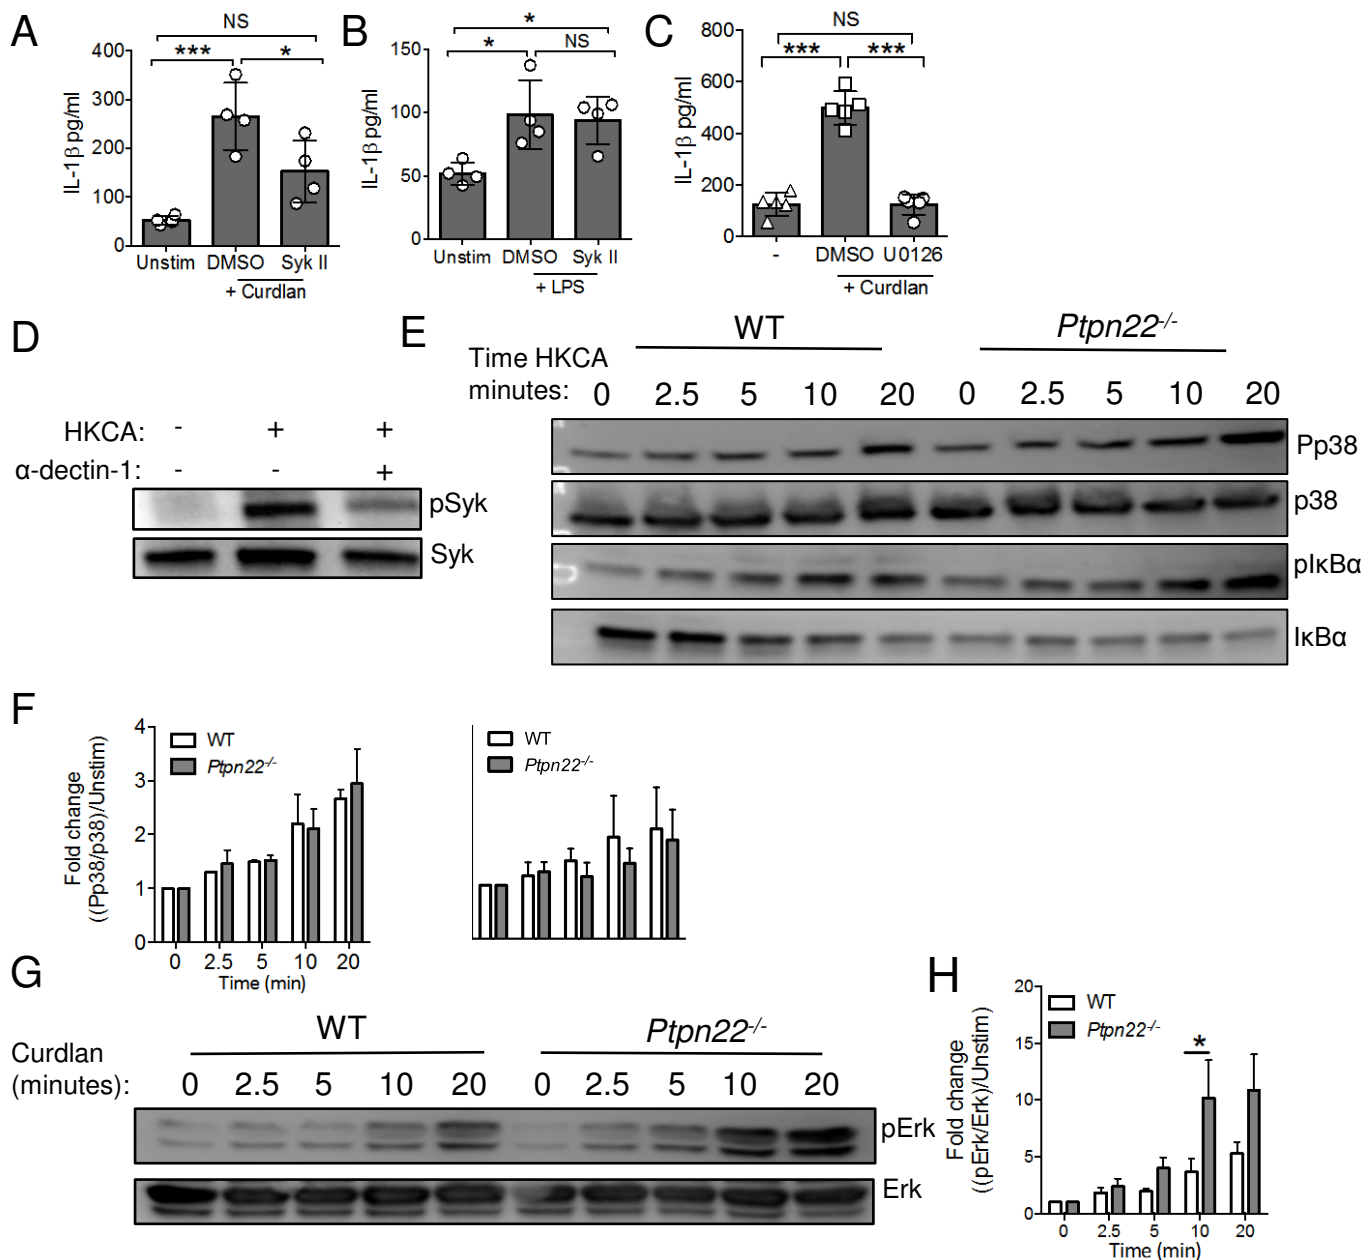 A
NS
***
*
400
300
200
100
0
IL-1β pg/ml
Unstim DMSO Syk II
+ Curdlan
B
*
*
NS
150
100
50
0
IL-1β pg/ml
Unstim DMSO Syk II
+ LPS
C
NS
***
***
800
600
400
200
0
IL-1β pg/ml
- DMSO U0126
+ Curdlan
D
HKCA: - + +
α-dectin-1: - - +
pSyk
Syk
E
WT Ptpn22-/-
Time HKCA
minutes: 0 2.5 5 10 20 0 2.5 5 10 20
Pp38
p38
pIκBα
IκBα
F
4
3
2
1
0
Fold change
((Pp38/p38)/Unstim)
WT
Ptpn22-/-
0 2.5 5 10 20
Time (min)
WT
Ptpn22-/-
G
WT Ptpn22-/-
Curdlan
(minutes): 0 2.5 5 10 20 0 2.5 5 10 20
pErk
Erk
H
20
15
10
5
0
Fold change
((pErk/Erk)/Unstim)
WT
Ptpn22-/-
*
0 2.5 5 10 20
Time (min)